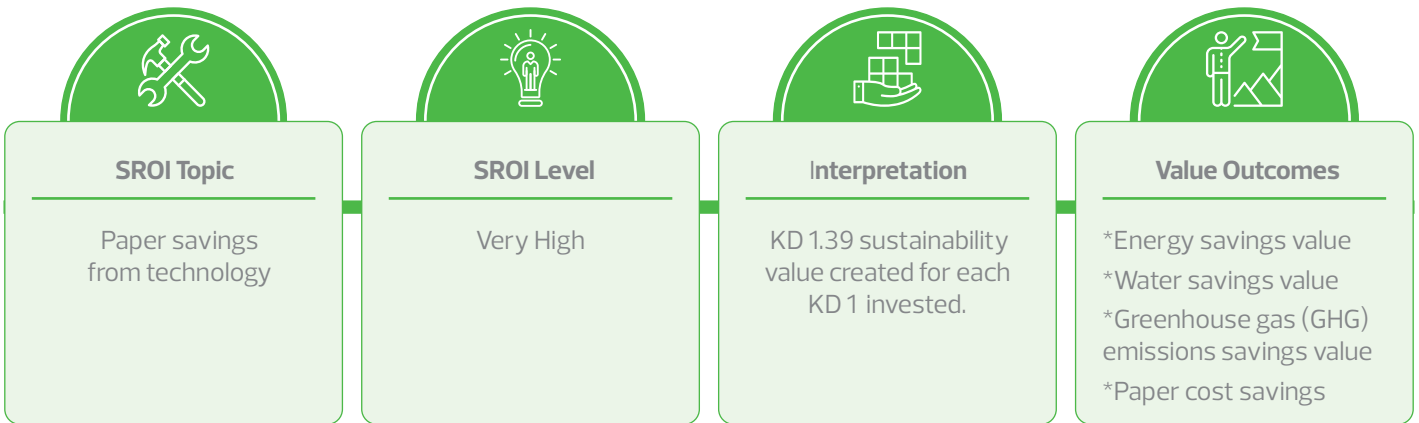 SROI Topic
Paper savings
from technology
SROI Level
Very High
Interpretation
KD 1.39 sustainability
value created for each
KD 1 invested.
Value Outcomes
*Energy savings value
*Water savings value
*Greenhouse gas (GHG)
emissions savings value
*Paper cost savings